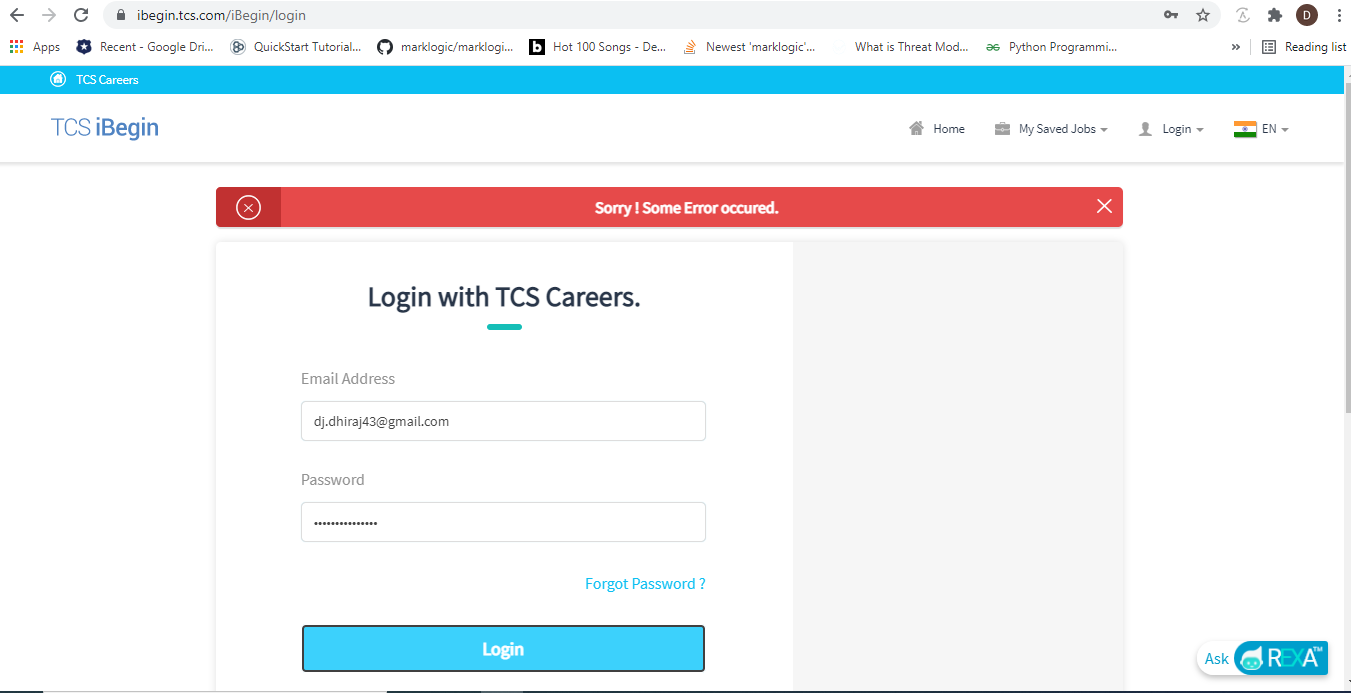 ibegin.tcs.com/iBegin/login
D
Apps Recent - Google Dri... QuickStart Tutorial... marklogic/marklogi... b Hot 100 Songs - De... Newest 'marklogic'... What is Threat Mod... Python Programmi... » Reading list
TCS Careers
TCS iBegin Home My Saved Jobs Login EN
Sorry ! Some Error occured.
Login with TCS Careers.
Email Address
dj.dhiraj43@gmail.com
Password
•••••••••••••••
Forgot Password ?
Login
Ask REXA™